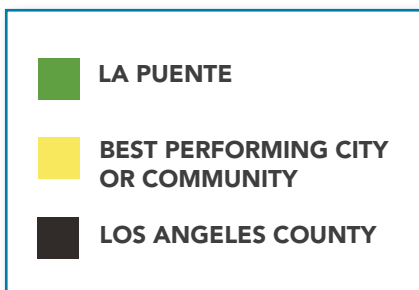 LA PUENTE
BEST PERFORMING CITY
OR COMMUNITY
LOS ANGELES COUNTY